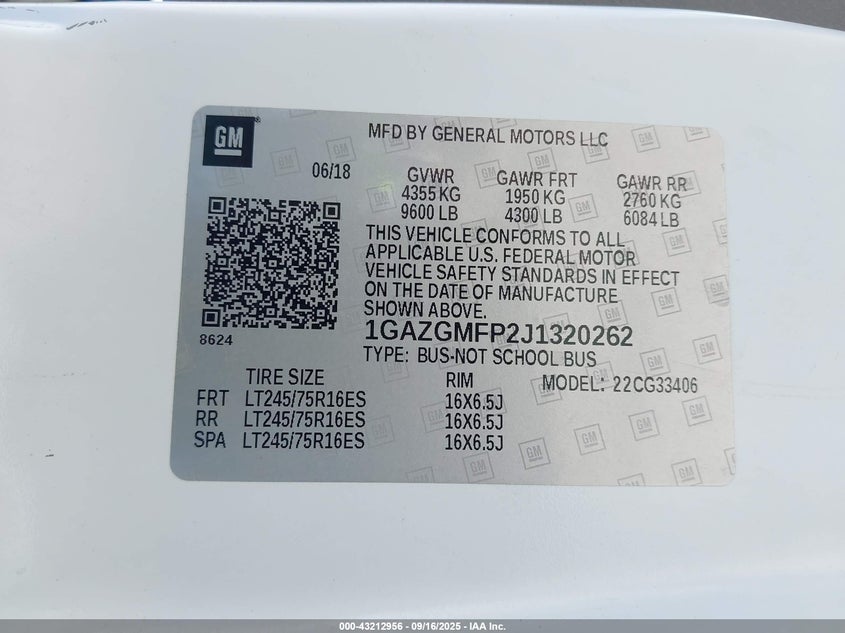 GM
MFD BY GENERAL MOTORS LLC
06/18
GVWR GAWR FRT GAWR RR
4355 KG 1950 KG 2760 KG
9600 LB 4300 LB 6084 LB
THIS VEHICLE CONFORMS TO ALL
APPLICABLE U.S. FEDERAL MOTOR
VEHICLE SAFETY STANDARDS IN EFFECT
ON THE DATE OF MANUFACTURE
SHOWN ABOVE.
8624
1GAZGMFP2J1320262
TYPE: BUS-NOT SCHOOL BUS
TIRE SIZE RIM MODEL: 22CG33406
FRT LT245/75R16ES 16X6.5J
RR LT245/75R16ES 16X6.5J
SPA LT245/75R16ES 16X6.5J
000-43212956 - 09/16/2025 - IAA Inc.